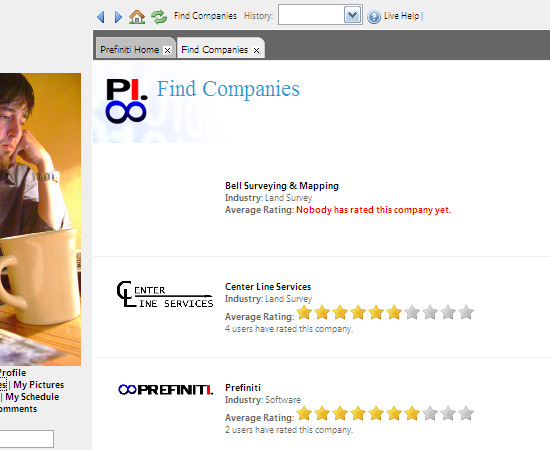 Find Companies History: Live Help |
Prefiniti Home x Find Companies x
PI.
Find Companies
Bell Surveying & Mapping
Industry: Land Survey
Average Rating: Nobody has rated this company yet.
CENTER
LINE SERVICES
Center Line Services
Industry: Land Survey
Average Rating:
4 users have rated this company.
PREFINITI.
Prefiniti
Industry: Software
Average Rating:
2 users have rated this company.
rofile
es | My Pictures
| My Schedule
omments